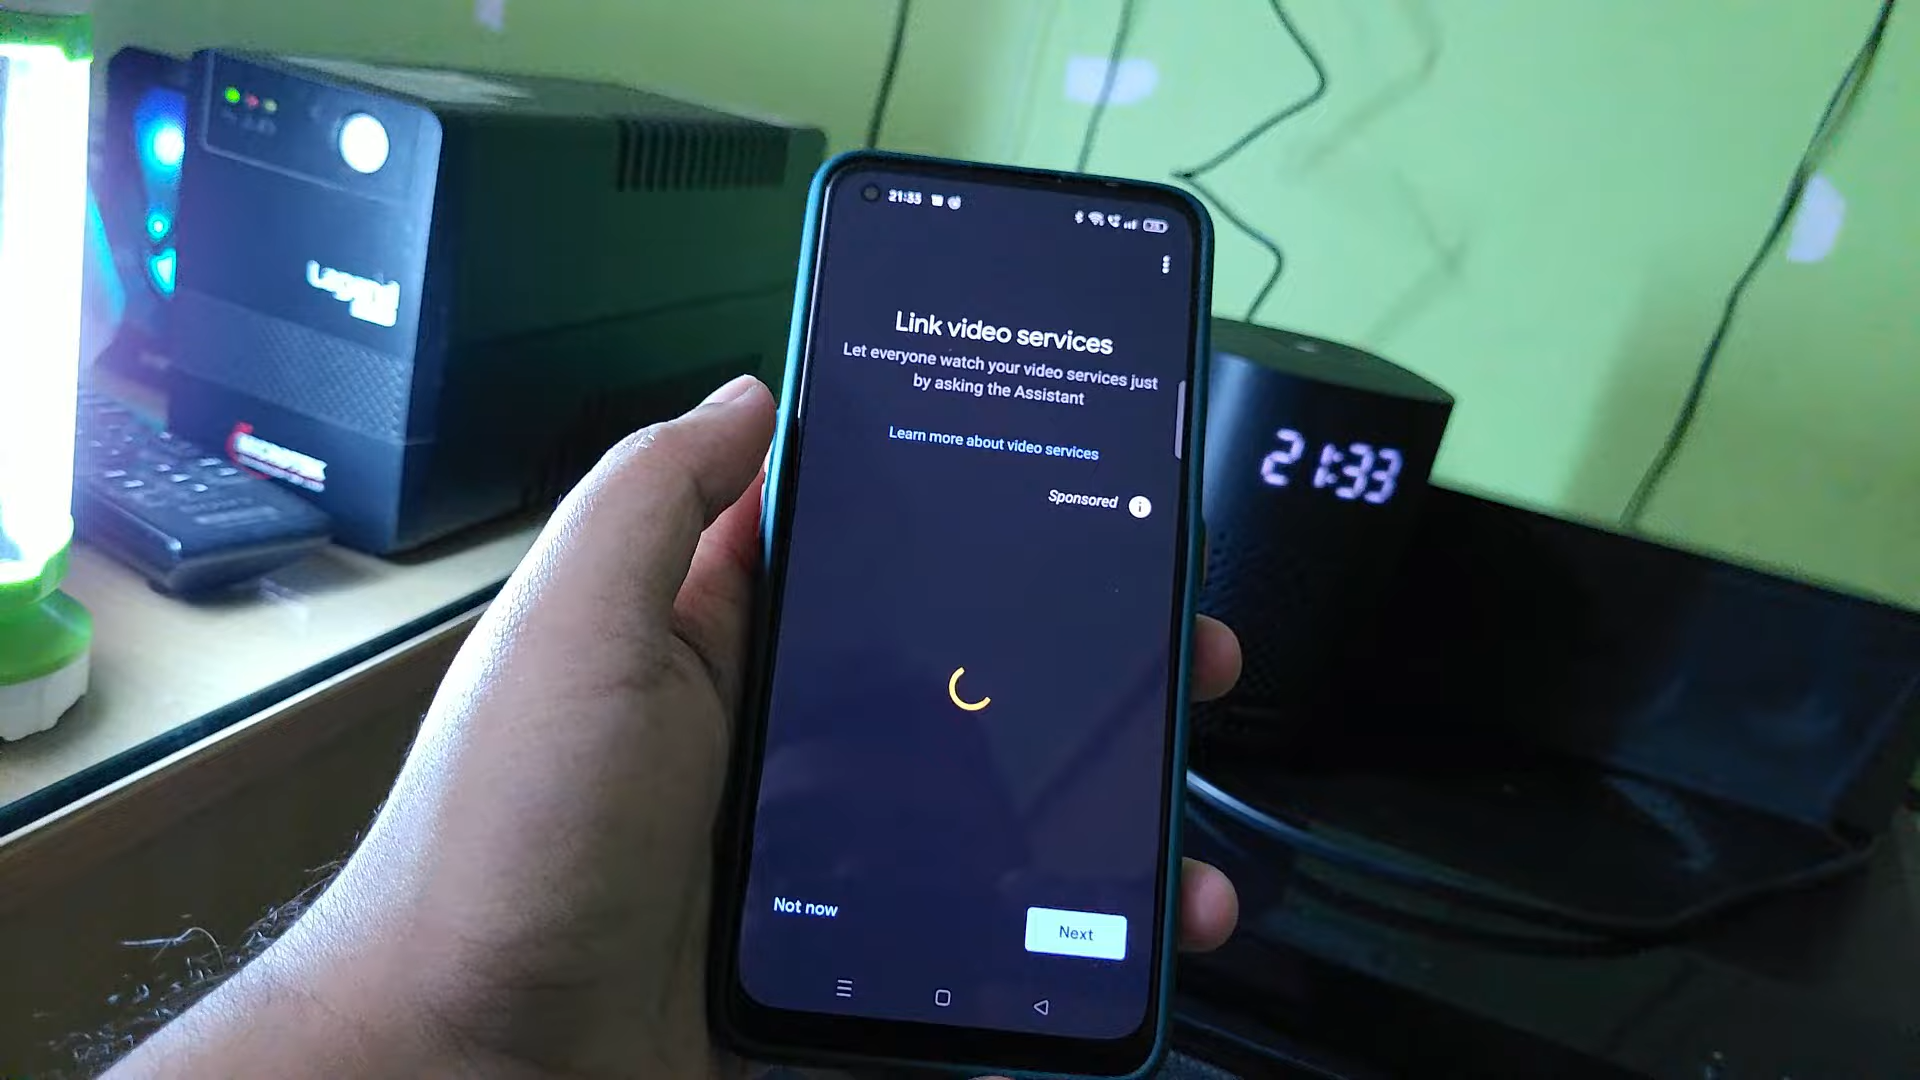 21:33
Link video services
Let everyone watch your video services just
by asking the Assistant
Learn more about video services
Sponsored
Not now
Next
21:33